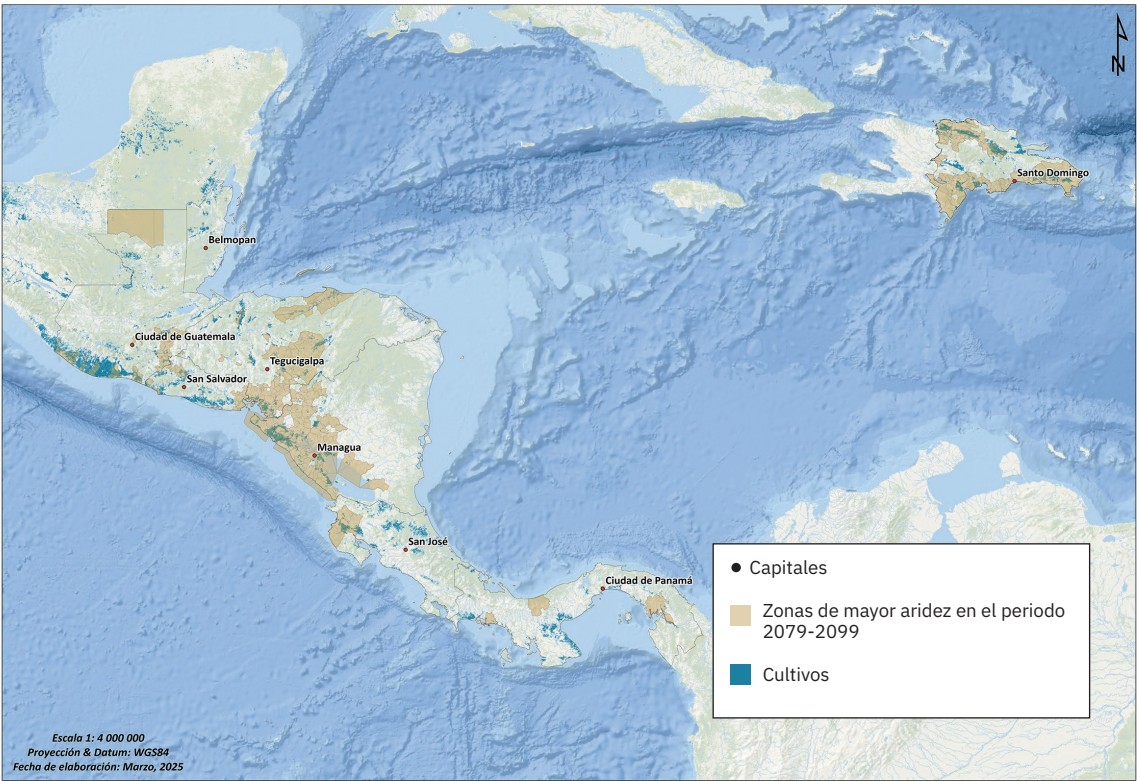 N
Santo Domingo
Belmopan
Ciudad de Guatemala
Tegucigalpa
San Salvador
Managua
San José
Ciudad de Panamá
Capitales
Zonas de mayor aridez en el periodo
2079-2099
Cultivos
Escala 1: 4 000 000
Proyección & Datum: WGS84
Fecha de elaboración: Marzo, 2025